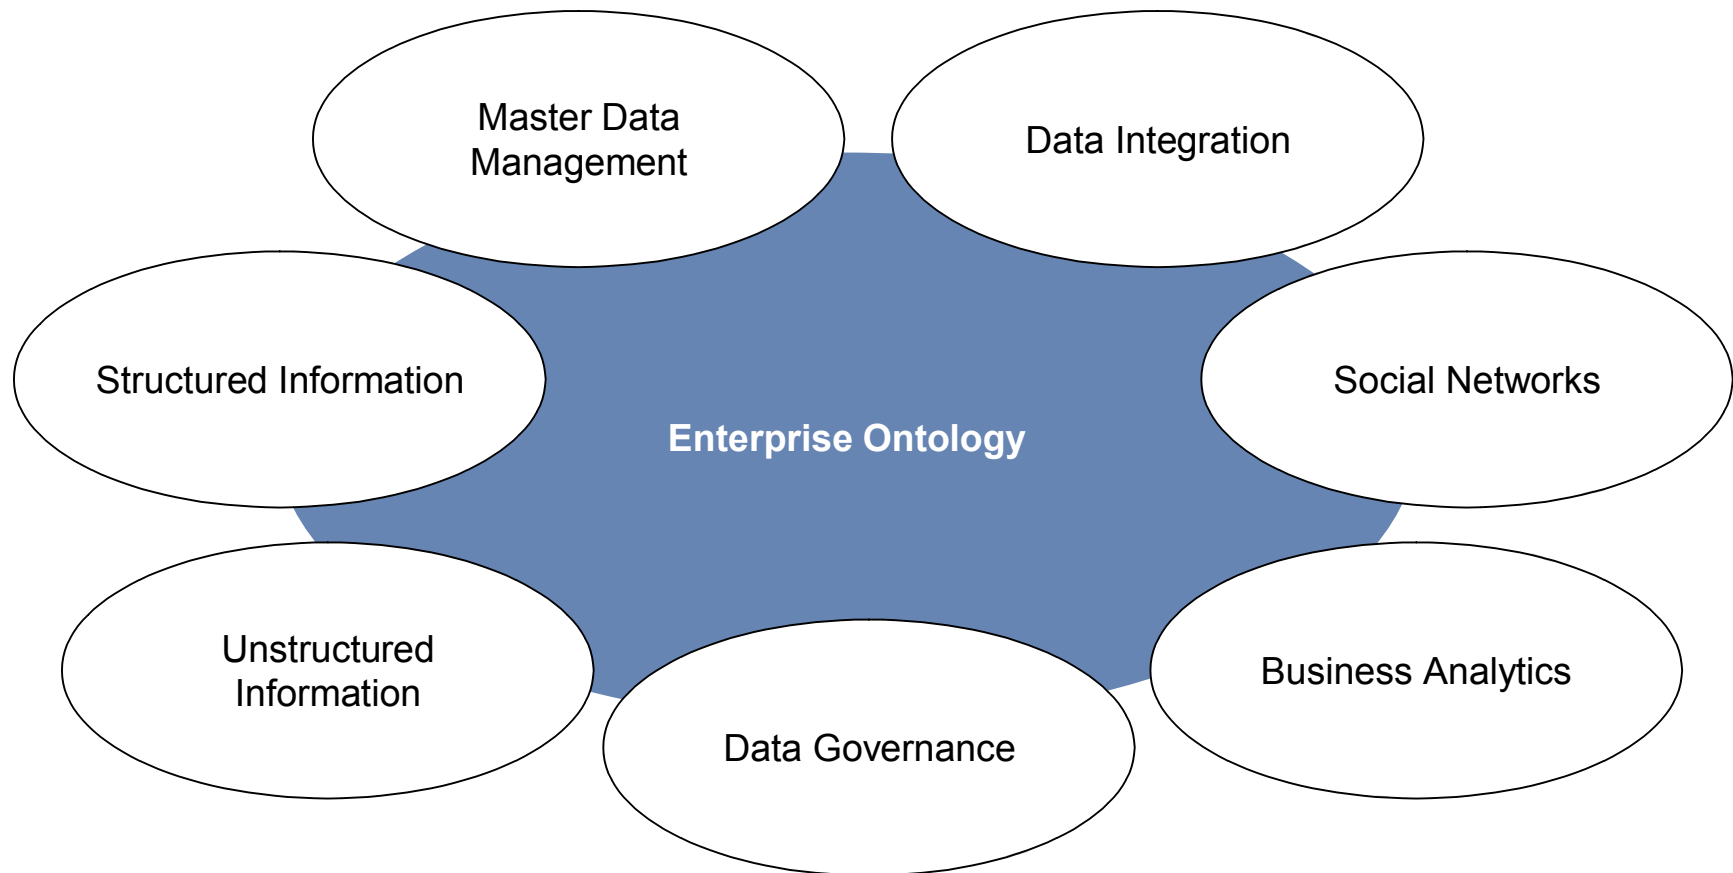 Master Data
Management
Data Integration
Structured Information
Social Networks
Enterprise Ontology
Unstructured
Information
Business Analytics
Data Governance